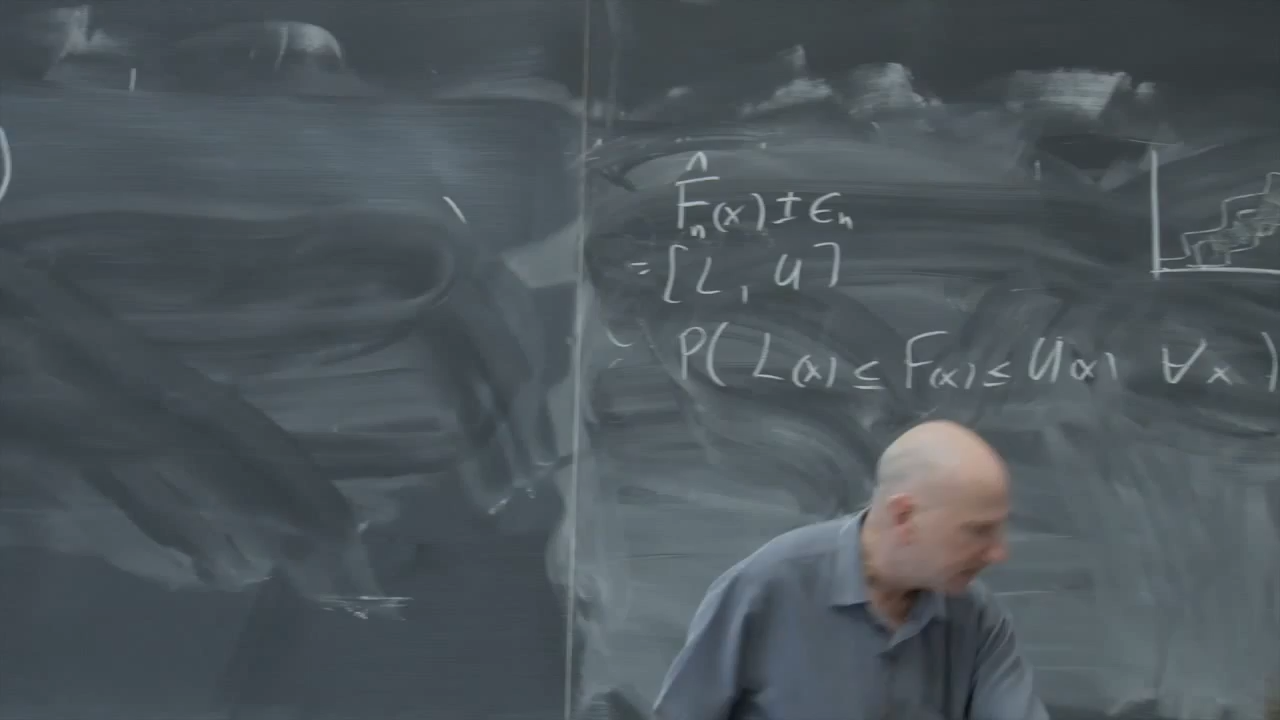 F̂ₙ(x) ± ϵₙ
= [L, U]
P( L(x) ≤ F(x) ≤ U(x) ∀x )